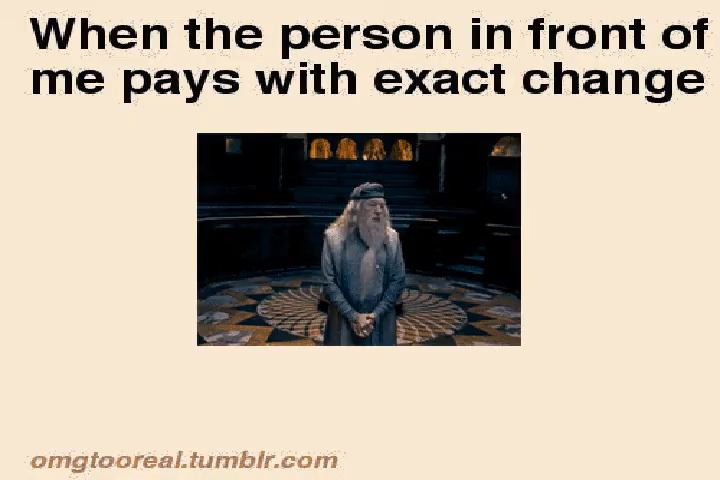 When the person in front of
me pays with exact change
omgtooreal.tumblr.com